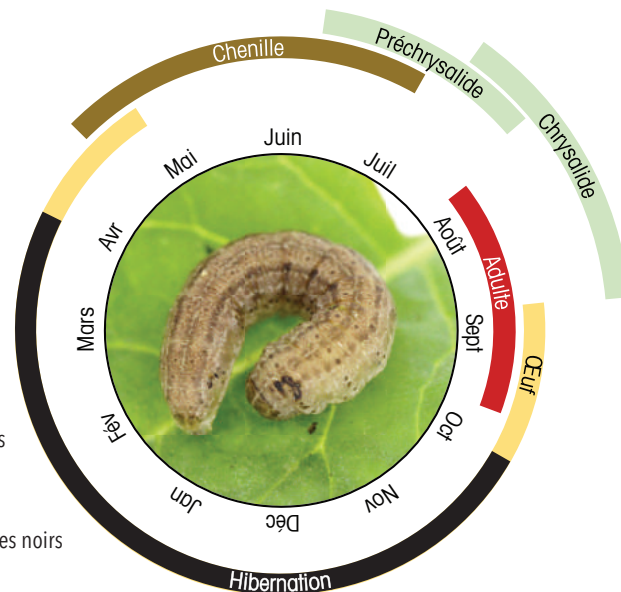 Chenille
Préchrysalide
Chrysalide
Adulte
Œuf
Hibernation
Juin
Juil
Août
Sept
Oct
Nov
Déc
Jan
Fév
Mars
Avr
Mai
s
es noirs